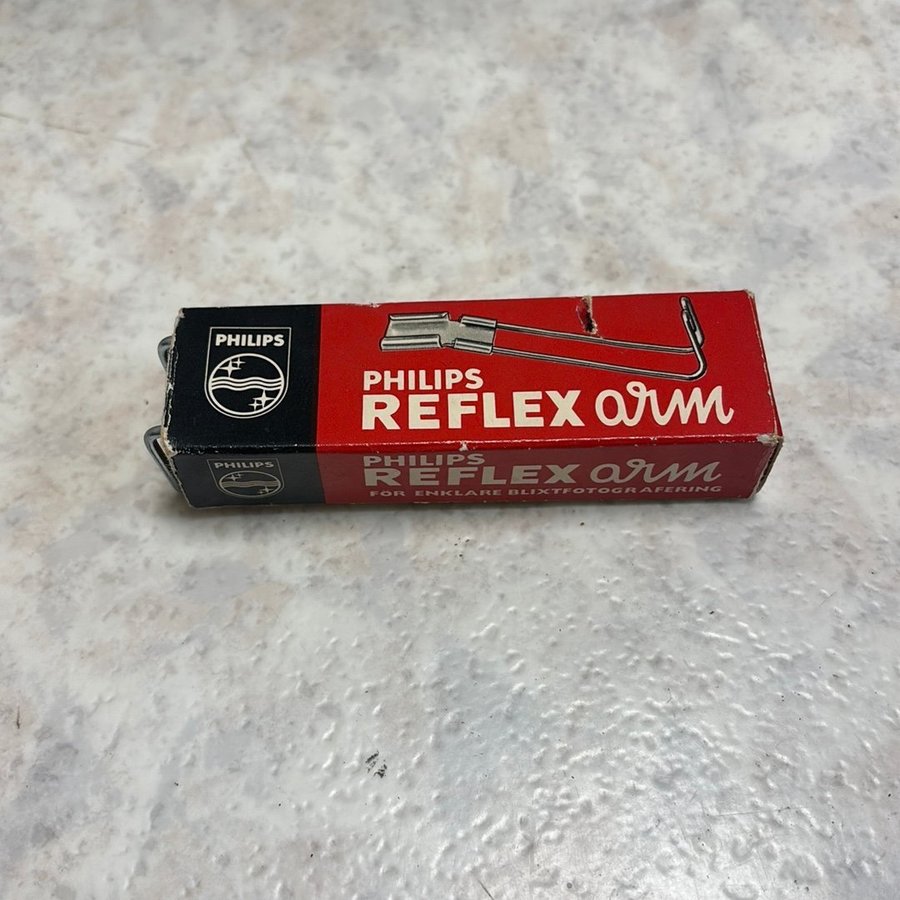 PHILIPS
PHILIPS
REFLEX arm
PHILIPS
PHILIPS
REFLEX arm
FÖR ENKLARE BLIXTFOTOGRAFERING